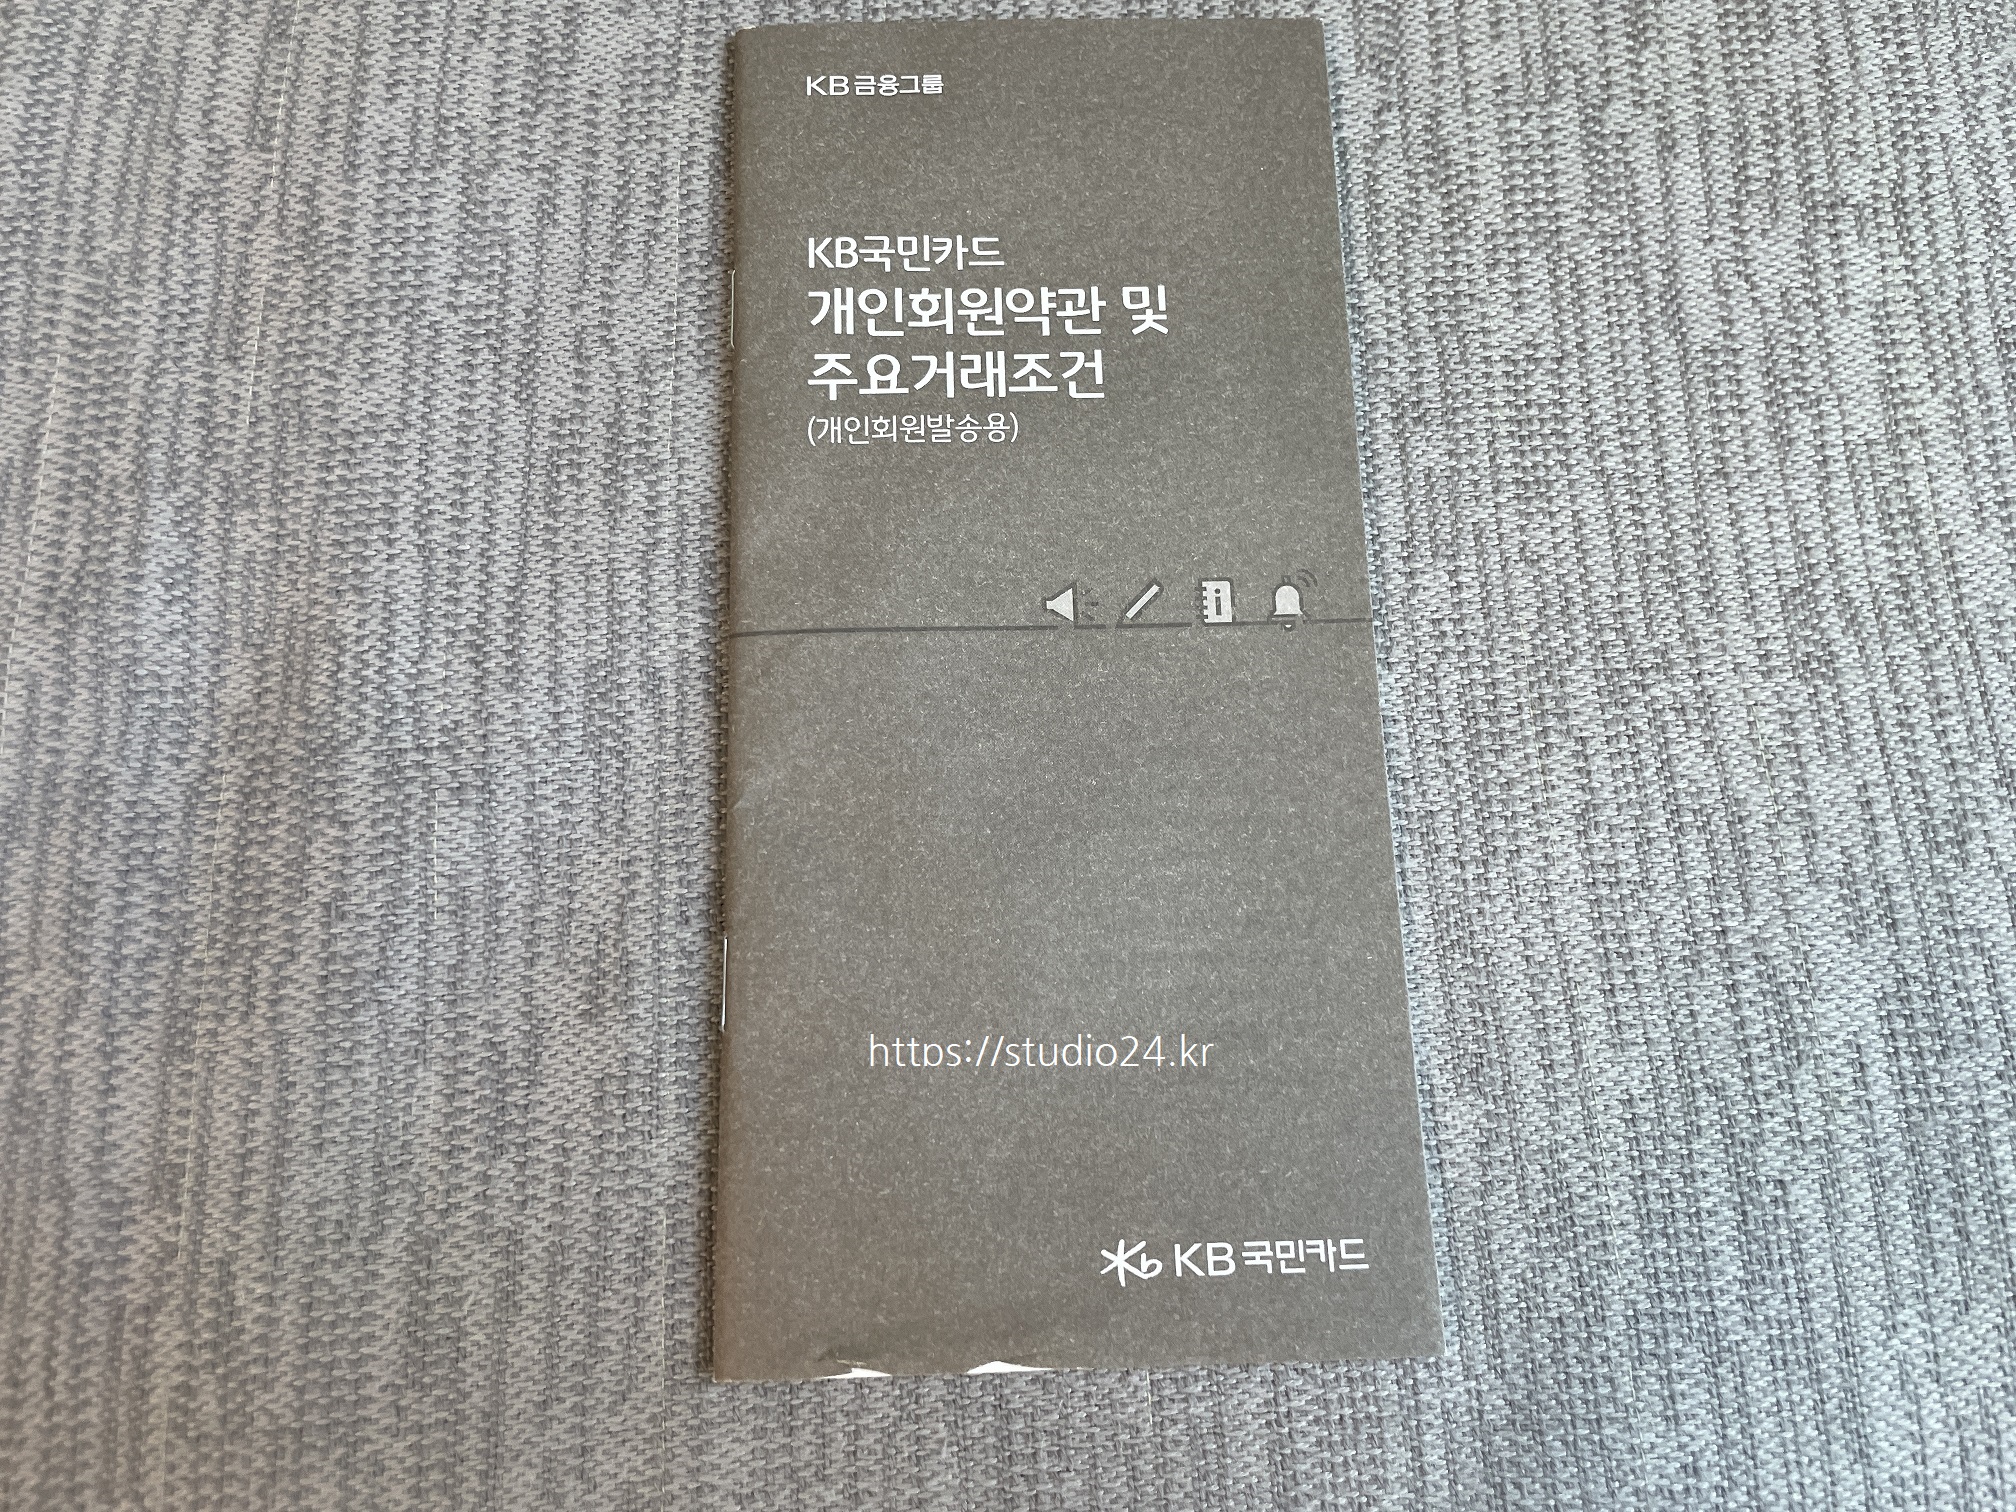 KB금융그룹
KB국민카드
개인회원약관 및
주요거래조건
(개인회원발송용)
https://studio24.kr
KB국민카드